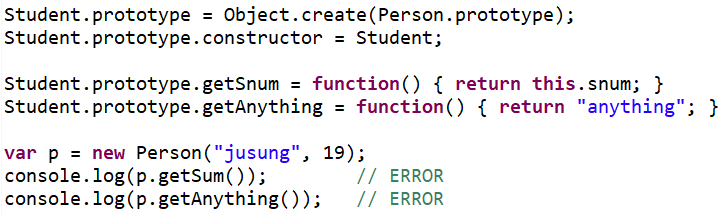 Student.prototype = Object.create(Person.prototype);
Student.prototype.constructor = Student;
Student.prototype.getSnum = function() { return this.snum; }
Student.prototype.getAnything = function() { return "anything"; }
var p = new Person("jusung", 19);
console.log(p.getSum());        // ERROR
console.log(p.getAnything());   // ERROR